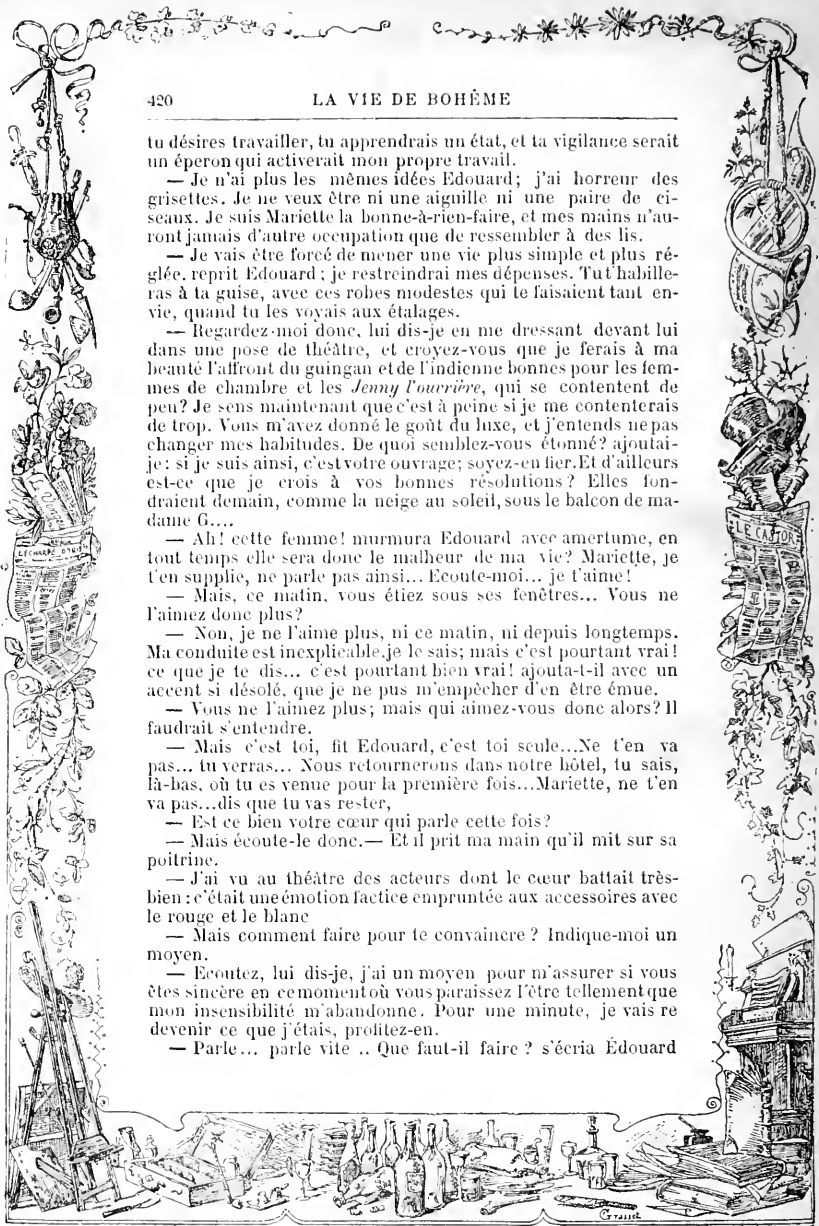 420 LA VIE DE BOHÊME
tu désires travailler, tu apprendrais un état, et ta vigilance serait
un éperon qui activerait mon propre travail.
— Je n'ai plus les mêmes idées Edouard; j'ai horreur des
grisettes. Je ne veux être ni une aiguille ni une paire de ci-
seaux. Je suis Mariette la bonne-à-rien-faire, et mes mains n'au-
ront jamais d'autre occupation que de ressembler à des lis.
— Je vais être forcé de mener une vie plus simple et plus ré-
glée, reprit Edouard; je restreindrai mes dépenses. Tu t'habille-
ras à ta guise, avec ces robes modestes qui te faisaient tant en-
vie, quand tu les voyais aux étalages.
— Regardez-moi donc, lui dis-je en me dressant devant lui
dans une pose de théâtre, et croyez-vous que je ferais à ma
beauté l'affront du guingan et de l'indienne bonnes pour les fem-
mes de chambre et les Jenny l'ouvrière, qui se contentent de
peu? Je sens maintenant que c'est à peine si je me contenterais
de trop. Vous m'avez donné le goût du luxe, et j'entends ne pas
changer mes habitudes. De quoi semblez-vous étonné? ajoutai-
je: si je suis ainsi, c'est votre ouvrage; soyez-en fier. Et d'ailleurs
est-ce que je crois à vos bonnes résolutions? Elles fon-
draient demain, comme la neige au soleil, sous le balcon de ma-
dame G....
— Ah! cette femme! murmura Edouard avec amertume, en
tout temps elle sera donc le malheur de ma vie? Mariette, je
t'en supplie, ne parle pas ainsi... Ecoute-moi... je t'aime!
— Mais, ce matin, vous étiez sous ses fenêtres... Vous ne
l'aimez donc plus?
— Non, je ne l'aime plus, ni ce matin, ni depuis longtemps.
Ma conduite est inexplicable, je le sais; mais c'est pourtant vrai!
ce que je te dis... c'est pourtant bien vrai! ajouta-t-il avec un
accent si désolé, que je ne pus m'empêcher d'en être émue.
— Vous ne l'aimez plus; mais qui aimez-vous donc alors? Il
faudrait s'entendre.
— Mais c'est toi, fit Edouard, c'est toi seule...Ne t'en va
pas... tu verras... Nous retournerons dans notre hôtel, tu sais,
là-bas, où tu es venue pour la première fois...Mariette, ne t'en
va pas...dis que tu vas rester,
— Est ce bien votre cœur qui parle cette fois?
— Mais écoute-le donc.— Et il prit ma main qu'il mit sur sa
poitrine.
— J'ai vu au théâtre des acteurs dont le cœur battait très-
bien : c'était une émotion factice empruntée aux accessoires avec
le rouge et le blanc
— Mais comment faire pour te convaincre? Indique-moi un
moyen.
— Ecoutez, lui dis-je, j'ai un moyen pour m'assurer si vous
êtes sincère en ce moment où vous paraissez l'être tellement que
mon insensibilité m'abandonne. Pour une minute, je vais re
devenir ce que j'étais, profitez-en.
— Parle... parle vite .. Que faut-il faire? s'écria Édouard
L'ECHARPE D'IRIS
LE CASTOR
Grasset